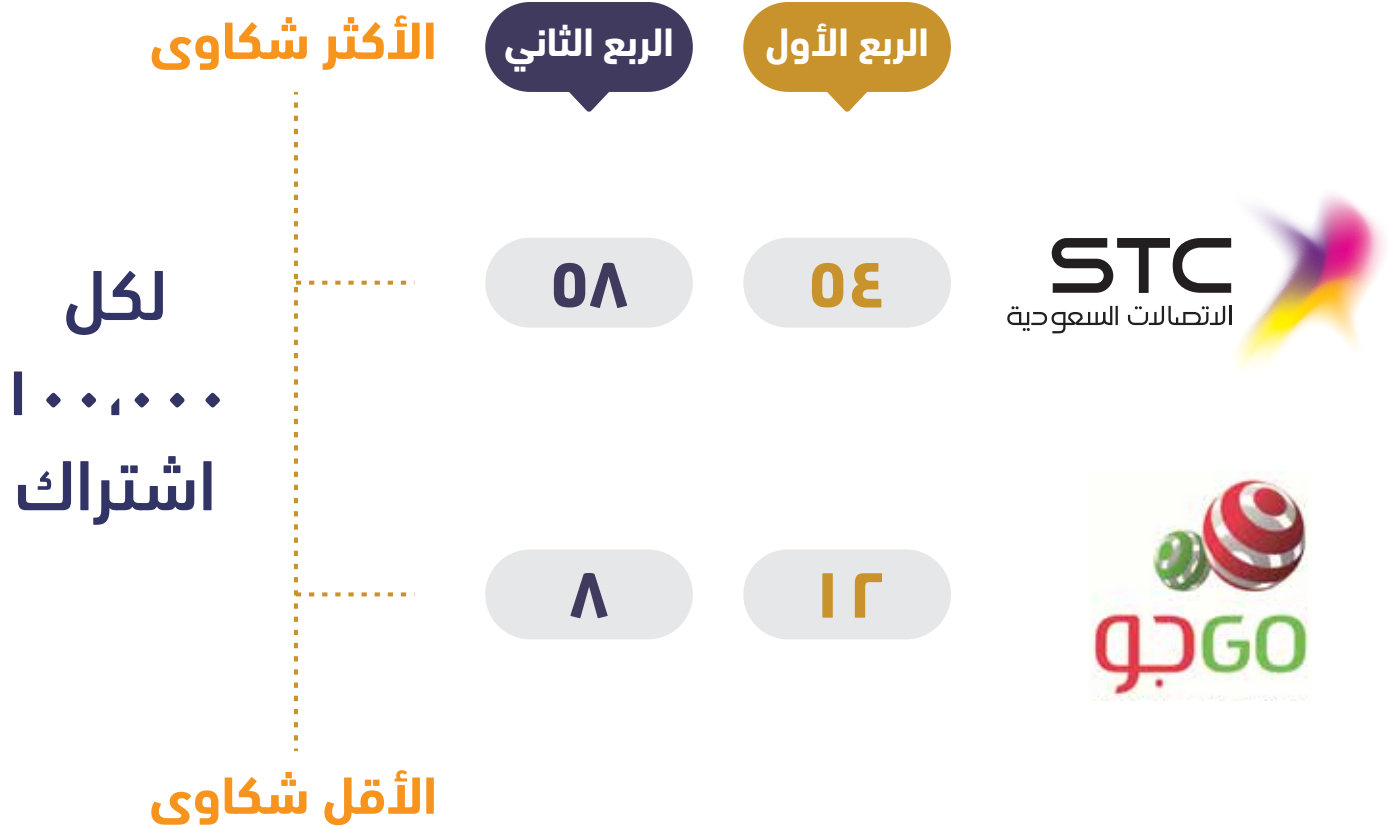 الربع الأول
الربع الثاني
الأكثر شكاوى
STC
الاتصالات السعودية
٥٤
٥٨
لكل
١٠٠،٠٠٠
اشتراك
GO جو
١٢
٨
الأقل شكاوى